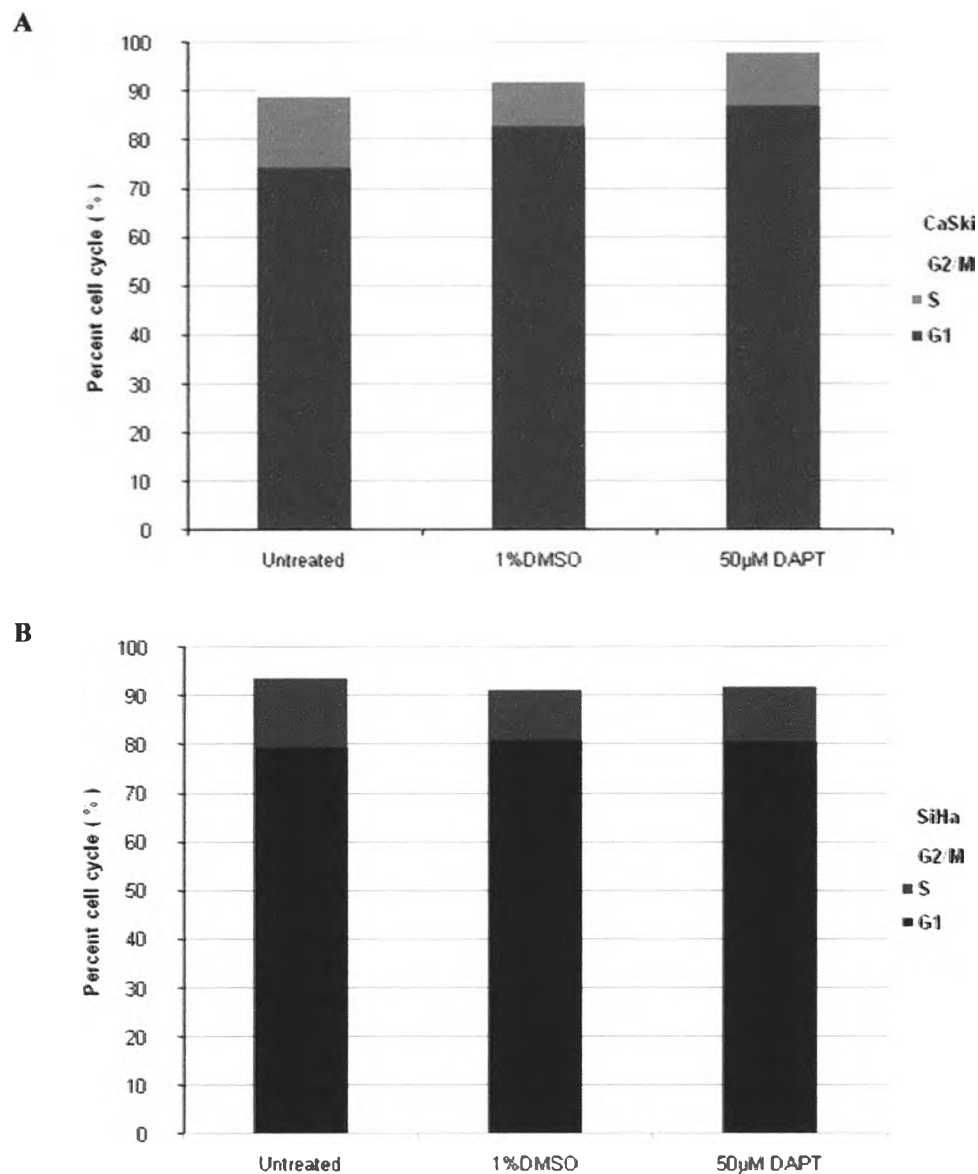 A
Percent cell cycle (%)
100
90
80
70
60
50
40
30
20
10
0
Untreated 1%DMSO 50µM DAPT
CaSki
G2/M
S
G1
B
Percent cell cycle (%)
100
90
80
70
60
50
40
30
20
10
0
Untreated 1%DMSO 50µM DAPT
SiHa
G2/M
S
G1